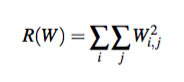 R(W) = ∑_i ∑_j W_{i,j}^2